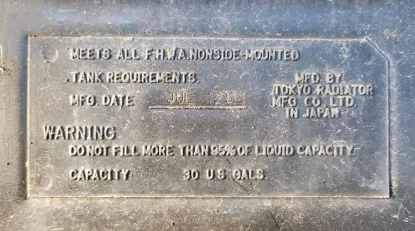 MEETS ALL F.H.W.A. NONSIDE-MOUNTED
TANK REQUIREMENTS
MFG. DATE
MFD. BY
TOKYO RADIATOR
MFG CO. LTD.
IN JAPAN
WARNING
DO NOT FILL MORE THAN 95% OF LIQUID CAPACITY
CAPACITY 30 U S GALS.